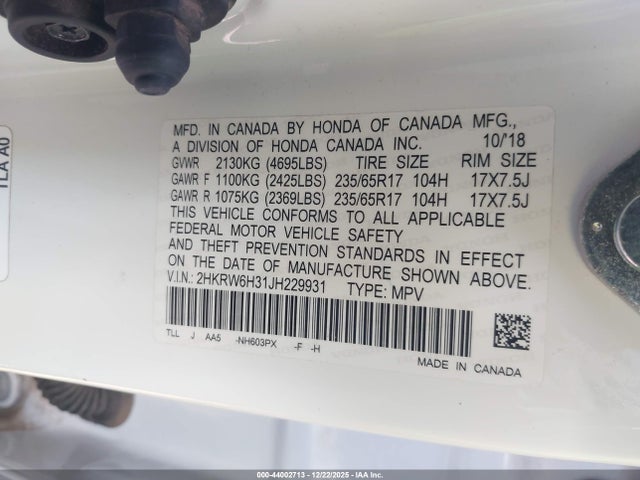 TLA A0
MFD. IN CANADA BY HONDA OF CANADA MFG.,
A DIVISION OF HONDA CANADA INC. 10/'18
GVWR 2130KG (4695LBS) TIRE SIZE RIM SIZE
GAWR F 1100KG (2425LBS) 235/65R17 104H 17X7.5J
GAWR R 1075KG (2369LBS) 235/65R17 104H 17X7.5J
THIS VEHICLE CONFORMS TO ALL APPLICABLE
FEDERAL MOTOR VEHICLE SAFETY
AND THEFT PREVENTION STANDARDS IN EFFECT
ON THE DATE OF MANUFACTURE SHOWN ABOVE.
V.I.N.: 2HKRW6H31JH229931 TYPE: MPV
TLL J AA5 -NH603PX -F -H
MADE IN CANADA
000-44002713 - 12/22/2025 - IAA Corp.